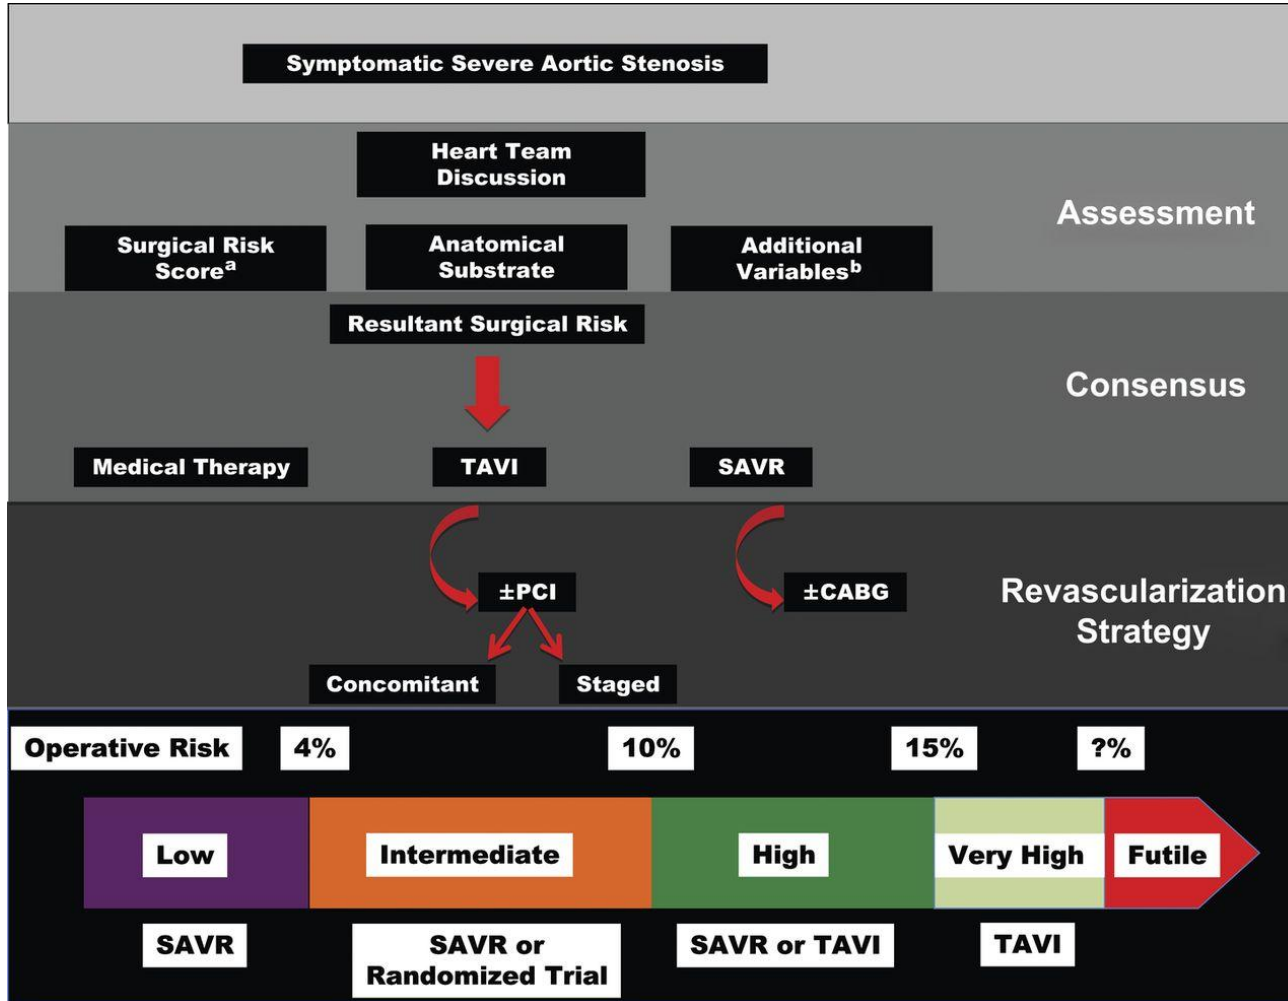 Symptomatic Severe Aortic Stenosis
Heart Team
Discussion
Assessment
Surgical Risk
Scoreª
Anatomical
Substrate
Additional
Variablesᵇ
Resultant Surgical Risk
Consensus
Medical Therapy
TAVI
SAVR
±PCI
±CABG
Revascularization
Strategy
Concomitant
Staged
Operative Risk
4%
10%
15%
?%
Low
Intermediate
High
Very High
Futile
SAVR
SAVR or
Randomized Trial
SAVR or TAVI
TAVI